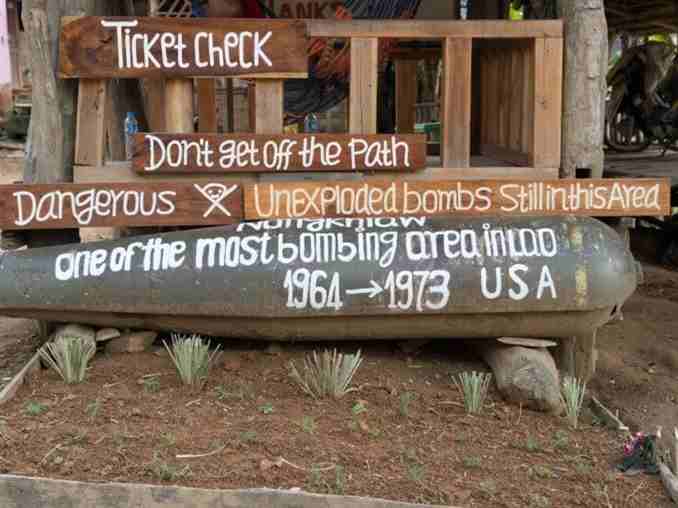 Ticket check
Don't get off the Path
Dangerous
Unexploded bombs Still in this Area
Nongkhiaw
one of the most bombing area in Lao
1964 → 1973 USA